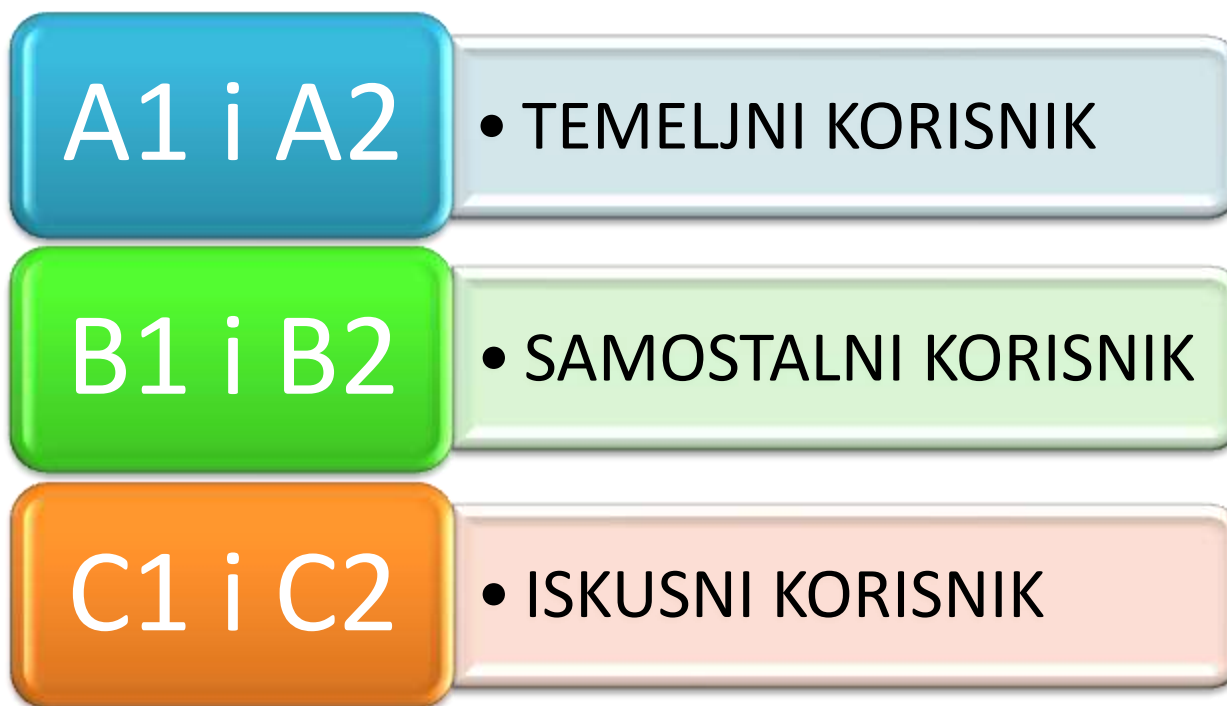 A1 i A2
• TEMELJNI KORISNIK
B1 i B2
• SAMOSTALNI KORISNIK
C1 i C2
• ISKUSNI KORISNIK